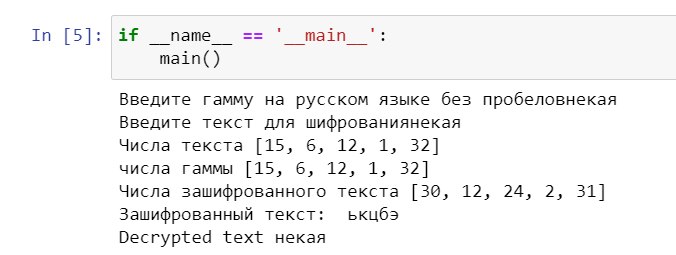 In [5]: if __name__ == '__main__':
main()
Введите гамму на русском языке без пробеловнекая
Введите текст для шифрованиянекая
Числа текста [15, 6, 12, 1, 32]
числа гаммы [15, 6, 12, 1, 32]
Числа зашифрованного текста [30, 12, 24, 2, 31]
Зашифрованный текст:  ькцбэ
Decrypted text некая